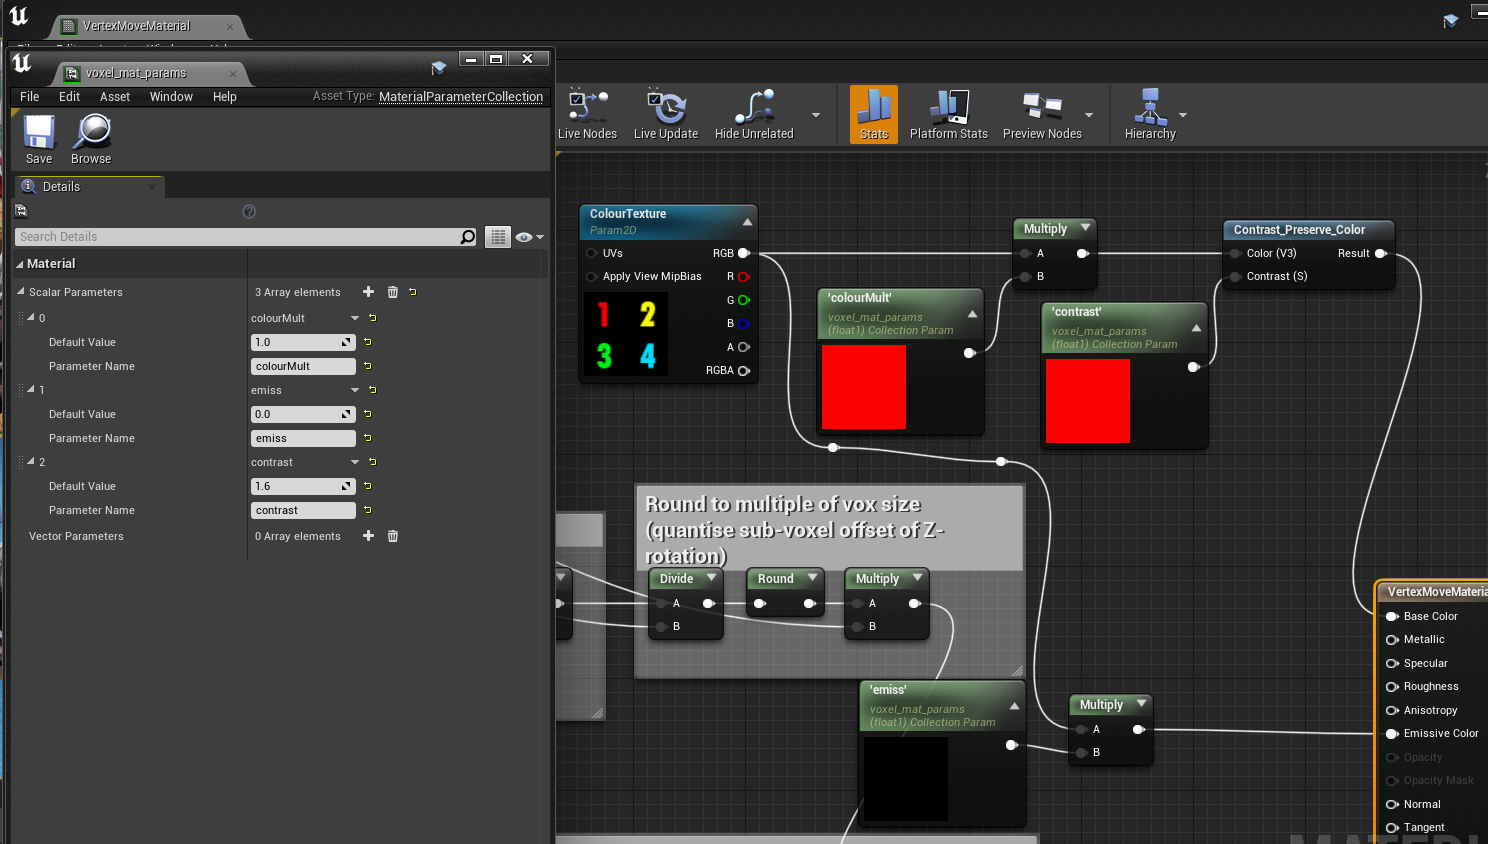 VertexMoveMaterial
voxel_mat_params
File Edit Asset Window Help
Asset Type: MaterialParameterCollection
Save Browse
Live Nodes Live Update Hide Unrelated Stats Platform Stats Preview Nodes Hierarchy
Details
Search Details
Material
Scalar Parameters 3 Array elements
0 colourMult
Default Value 1.0
Parameter Name colourMult
1 emiss
Default Value 0.0
Parameter Name emiss
2 contrast
Default Value 1.6
Parameter Name contrast
Vector Parameters 0 Array elements
ColourTexture
Param2D
UVs RGB
Apply View MipBias R
G
B
A
RGBA
1 2
3 4
'colourMult'
voxel_mat_params
(float1) Collection Param
Multiply
A
B
'contrast'
voxel_mat_params
(float1) Collection Param
Contrast_Preserve_Color
Color (V3) Result
Contrast (S)
Round to multiple of vox size
(quantise sub-voxel offset of Z-
rotation)
Divide
A
B
Round
Multiply
A
B
'emiss'
voxel_mat_params
(float1) Collection Param
Multiply
A
B
VertexMoveMateria
Base Color
Metallic
Specular
Roughness
Anisotropy
Emissive Color
Opacity
Opacity Mask
Normal
Tangent